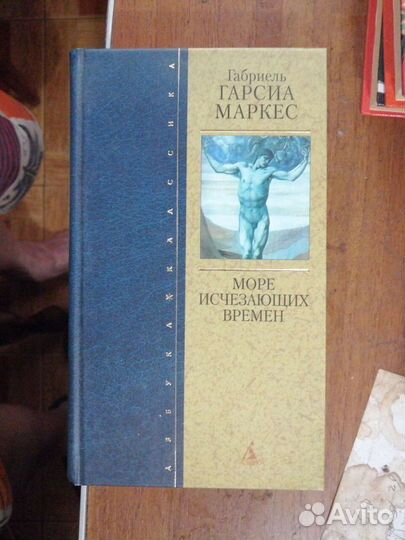 Габриель
ГАРСИА
МАРКЕС
МОРЕ
ИСЧЕЗАЮЩИХ
ВРЕМЕН
АЗБУКА КЛАССИКА
Avito